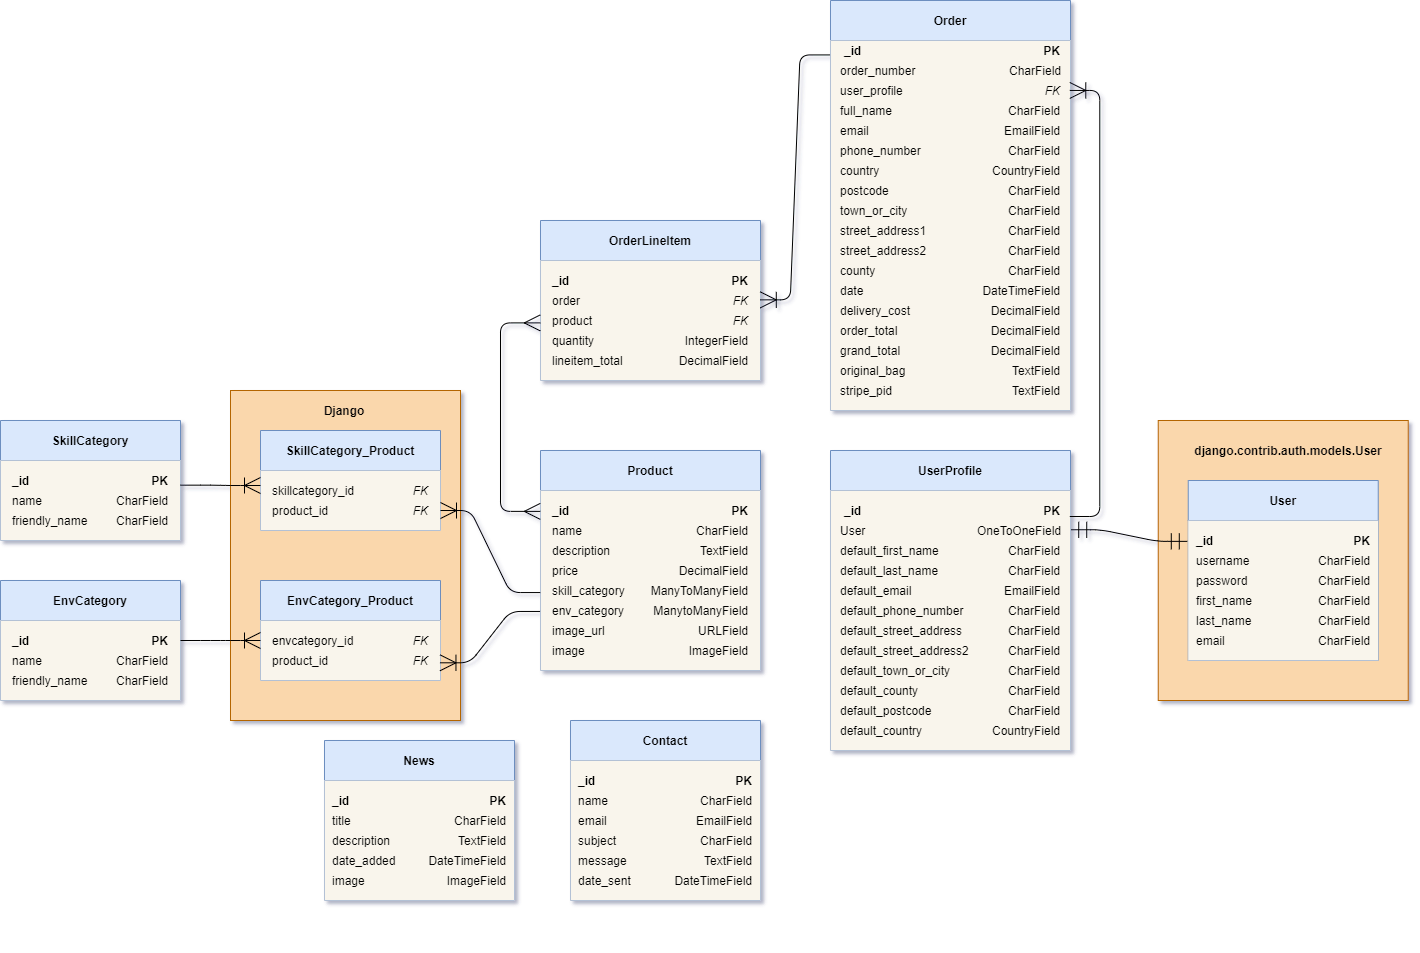 Order
_id PK
order_number CharField
user_profile FK
full_name CharField
email EmailField
phone_number CharField
country CountryField
postcode CharField
town_or_city CharField
street_address1 CharField
street_address2 CharField
county CharField
date DateTimeField
delivery_cost DecimalField
order_total DecimalField
grand_total DecimalField
original_bag TextField
stripe_pid TextField
OrderLineItem
_id PK
order FK
product FK
quantity IntegerField
lineitem_total DecimalField
SkillCategory
_id PK
name CharField
friendly_name CharField
Django
SkillCategory_Product
skillcategory_id FK
product_id FK
EnvCategory_Product
envcategory_id FK
product_id FK
EnvCategory
_id PK
name CharField
friendly_name CharField
Product
_id PK
name CharField
description TextField
price DecimalField
skill_category ManyToManyField
env_category ManytoManyField
image_url URLField
image ImageField
UserProfile
_id PK
User OneToOneField
default_first_name CharField
default_last_name CharField
default_email EmailField
default_phone_number CharField
default_street_address CharField
default_street_address2 CharField
default_town_or_city CharField
default_county CharField
default_postcode CharField
default_country CountryField
django.contrib.auth.models.User
User
_id PK
username CharField
password CharField
first_name CharField
last_name CharField
email CharField
News
_id PK
title CharField
description TextField
date_added DateTimeField
image ImageField
Contact
_id PK
name CharField
email EmailField
subject CharField
message TextField
date_sent DateTimeField